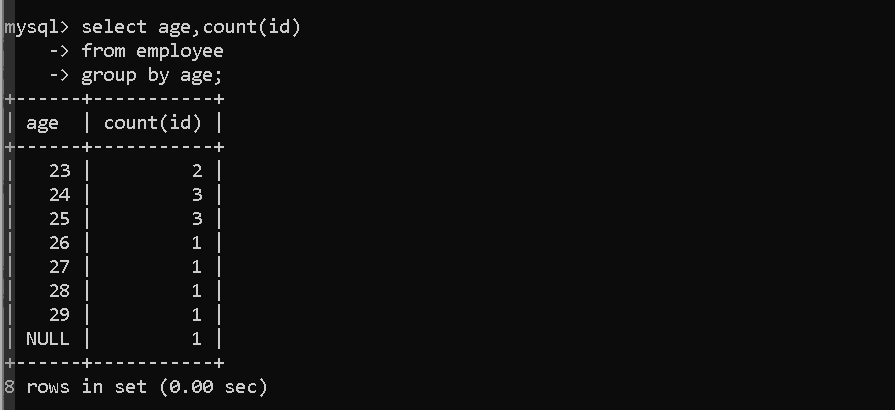 mysql> select age,count(id)
    -> from employee
    -> group by age;
+------+-----------+
| age  | count(id) |
+------+-----------+
|   23 |         2 |
|   24 |         3 |
|   25 |         3 |
|   26 |         1 |
|   27 |         1 |
|   28 |         1 |
|   29 |         1 |
| NULL |         1 |
+------+-----------+
8 rows in set (0.00 sec)